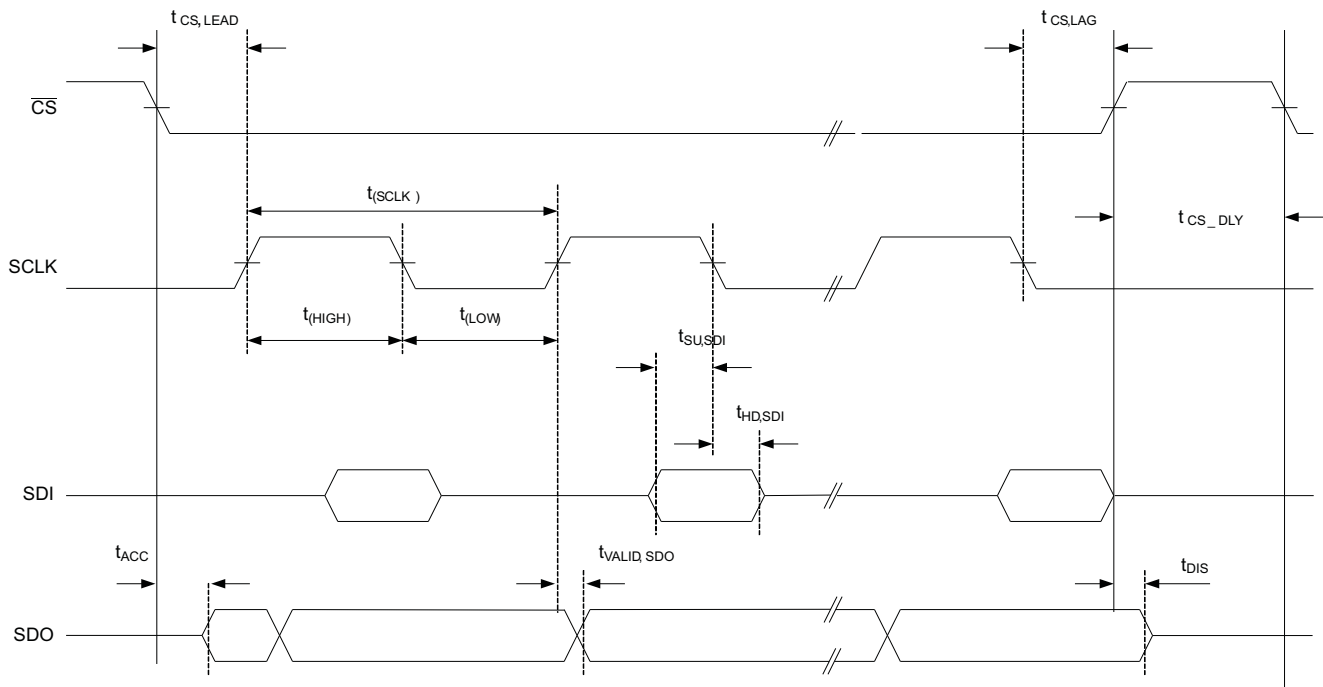 t CS, LEAD
t CS,LAG
CS
t(SCLK )
t CS_ DLY
SCLK
t(HIGH)
t(LOW)
tSU,SDI
tHD,SDI
SDI
tACC
tVALID, SDO
tDIS
SDO